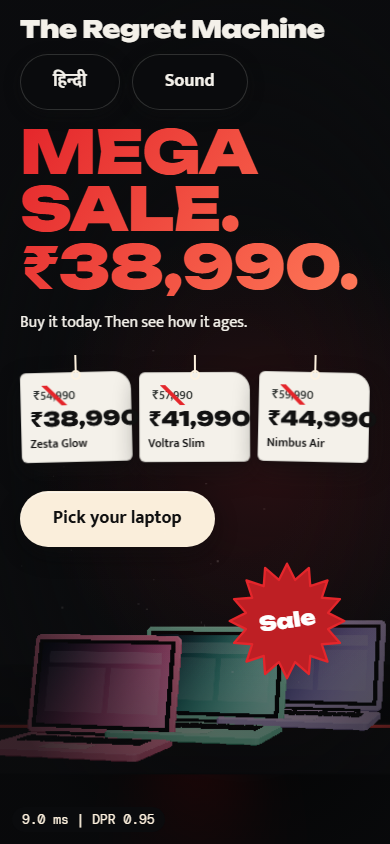 The Regret Machine
हिन्दी
Sound
MEGA
SALE.
₹38,990.
Buy it today. Then see how it ages.
₹54,990
₹57,990
₹59,990
₹38,990
₹41,990
₹44,990
Zesta Glow
Voltra Slim
Nimbus Air
Pick your laptop
Sale
9.0 ms | DPR 0.95